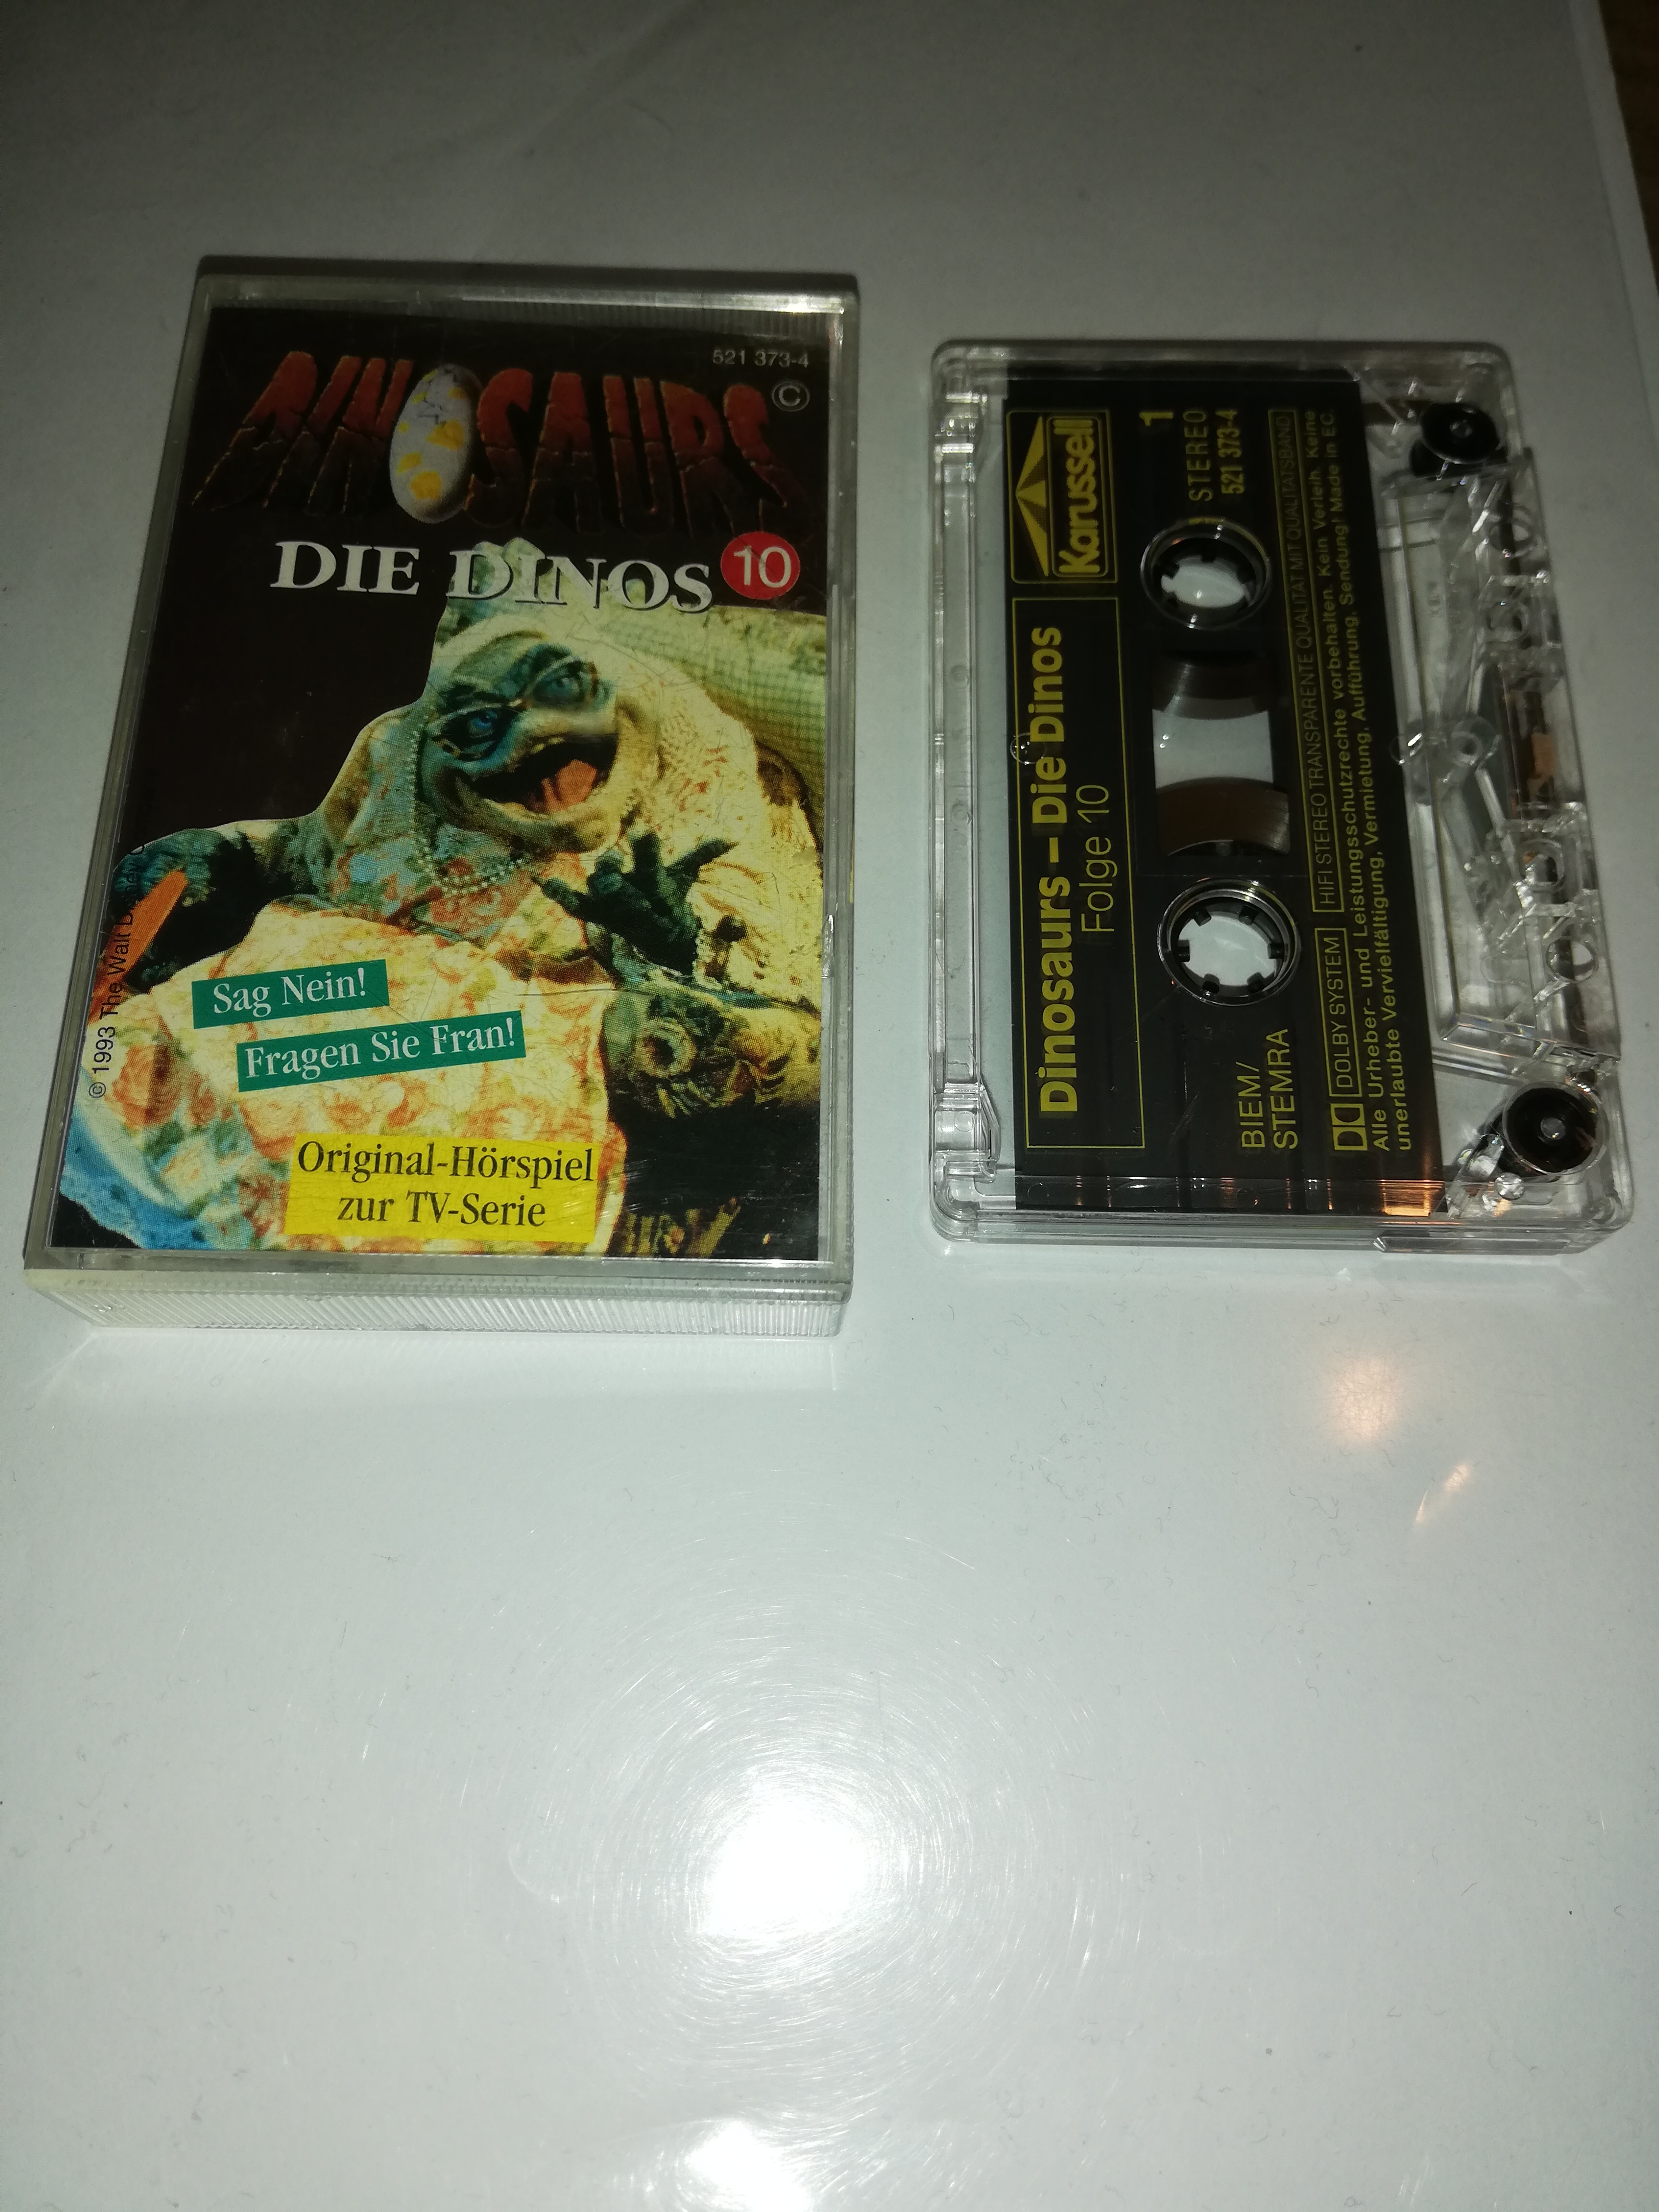 521 373-4
DINOSAURS
©
DIE DINOS 10
© 1993 The Walt
Sag Nein!
Fragen Sie Fran!
Original-Hörspiel
zur TV-Serie
Karussell
Dinosaurs – Die Dinos
Folge 10
1
STEREO
521 373-4
BIEM/
STEMRA
DOLBY SYSTEM HIFI STEREO TRANSPARENTE QUALITÄT MIT QUALITÄTSBAND
Alle Urheber- und Leistungsschutzrechte vorbehalten. Kein Verleih. Keine
unerlaubte Vervielfältigung, Vermietung, Aufführung, Sendung! Made in EC.